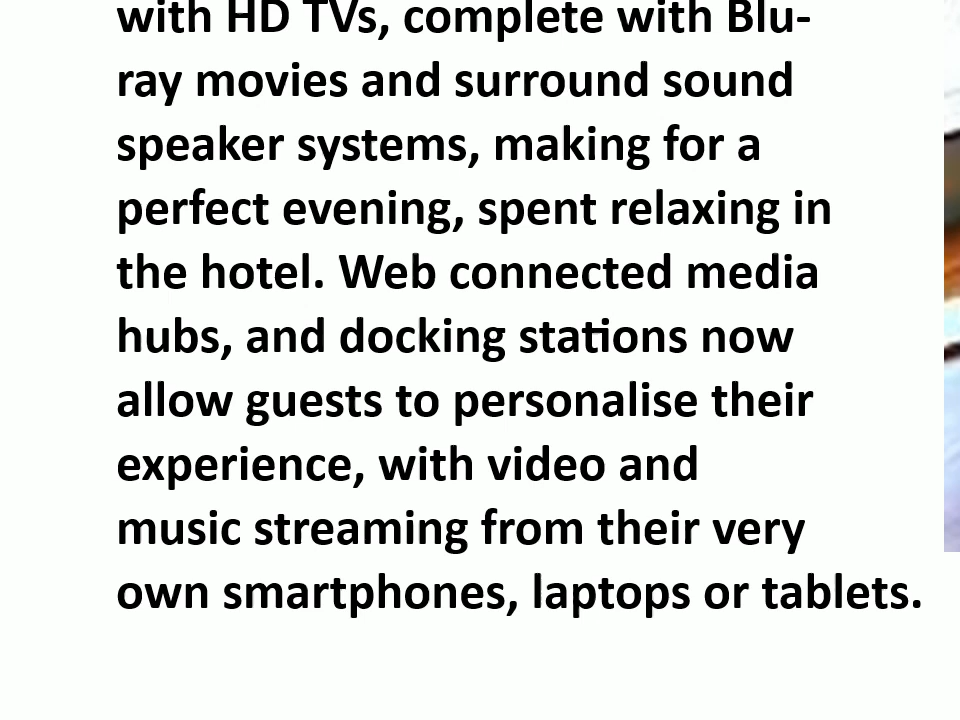 with HD TVs, complete with Blu-
ray movies and surround sound
speaker systems, making for a
perfect evening, spent relaxing in
the hotel. Web connected media
hubs, and docking stations now
allow guests to personalise their
experience, with video and
music streaming from their very
own smartphones, laptops or tablets.